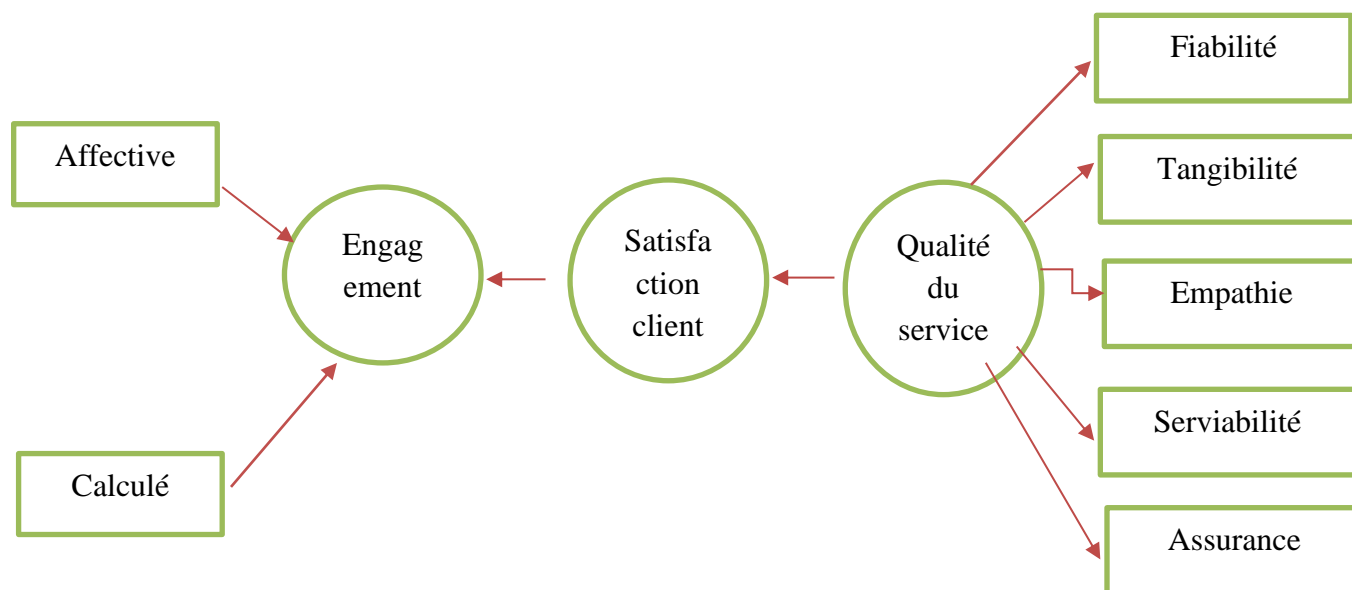 Affective
Calculé
Engag
ement
Satisfa
ction
client
Qualité
du
service
Fiabilité
Tangibilité
Empathie
Serviabilité
Assurance